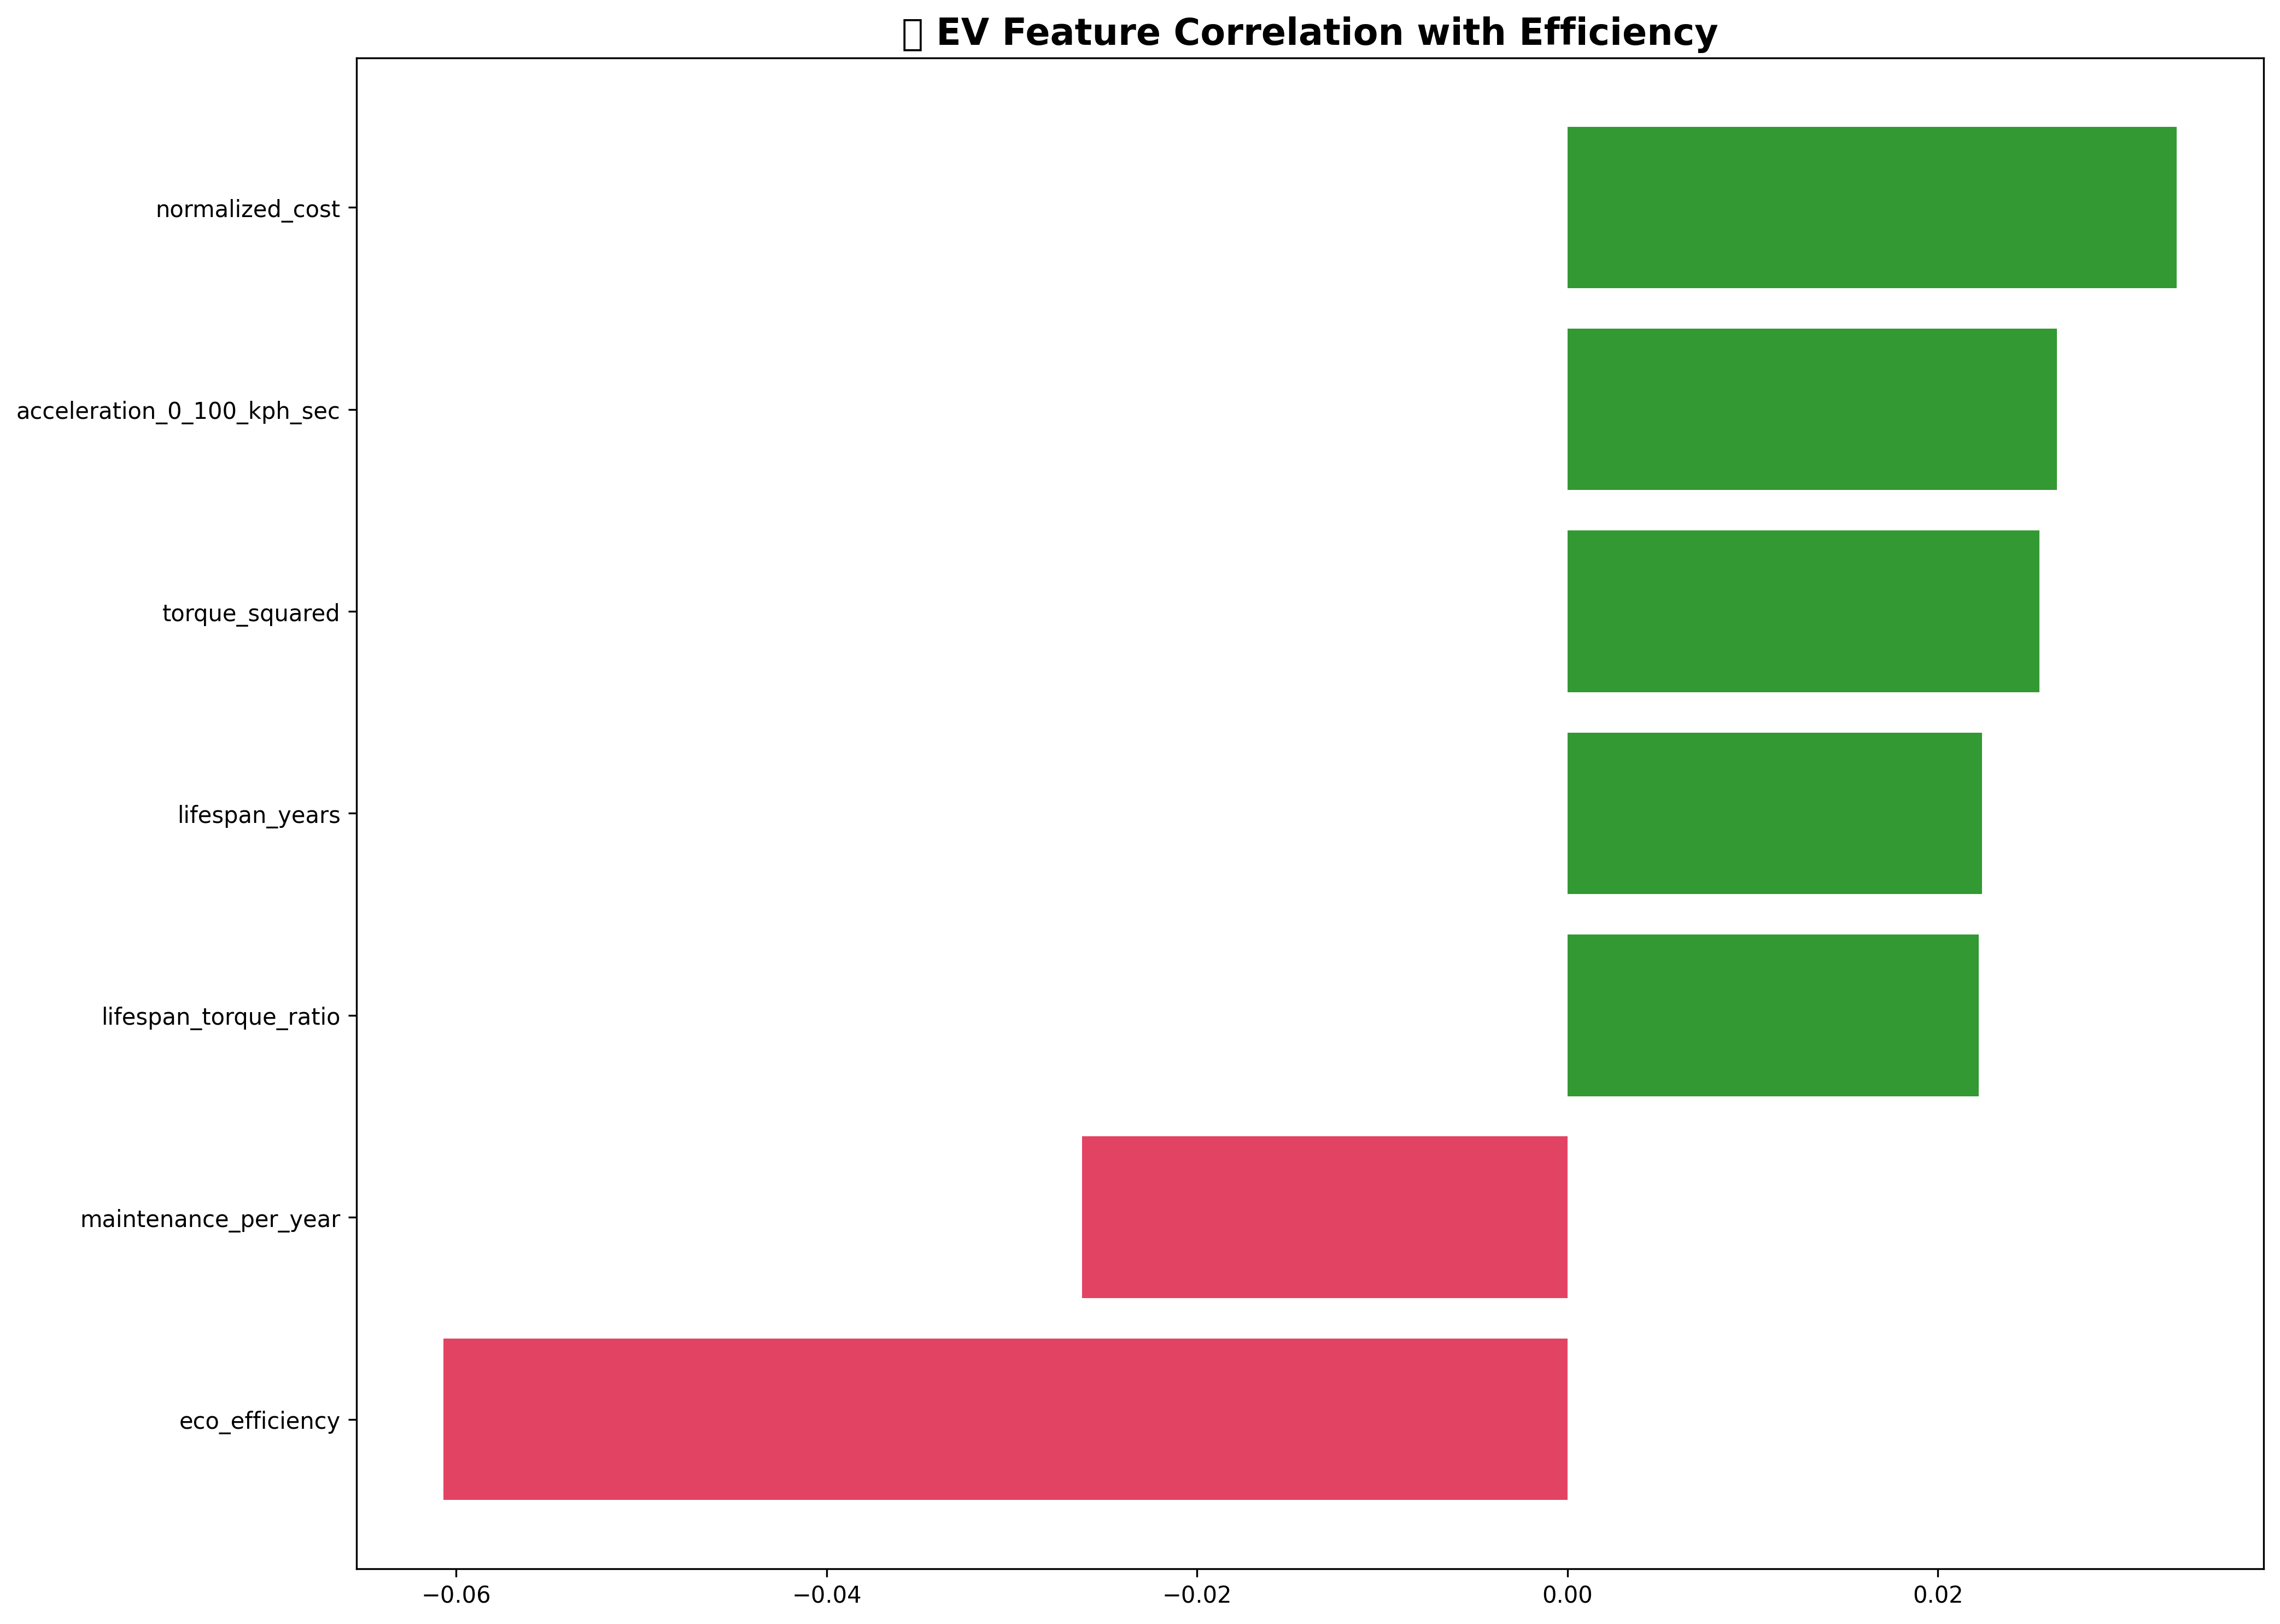 ▯ EV Feature Correlation with Efficiency
normalized_cost
acceleration_0_100_kph_sec
torque_squared
lifespan_years
lifespan_torque_ratio
maintenance_per_year
eco_efficiency
−0.06 −0.04 −0.02 0.00 0.02